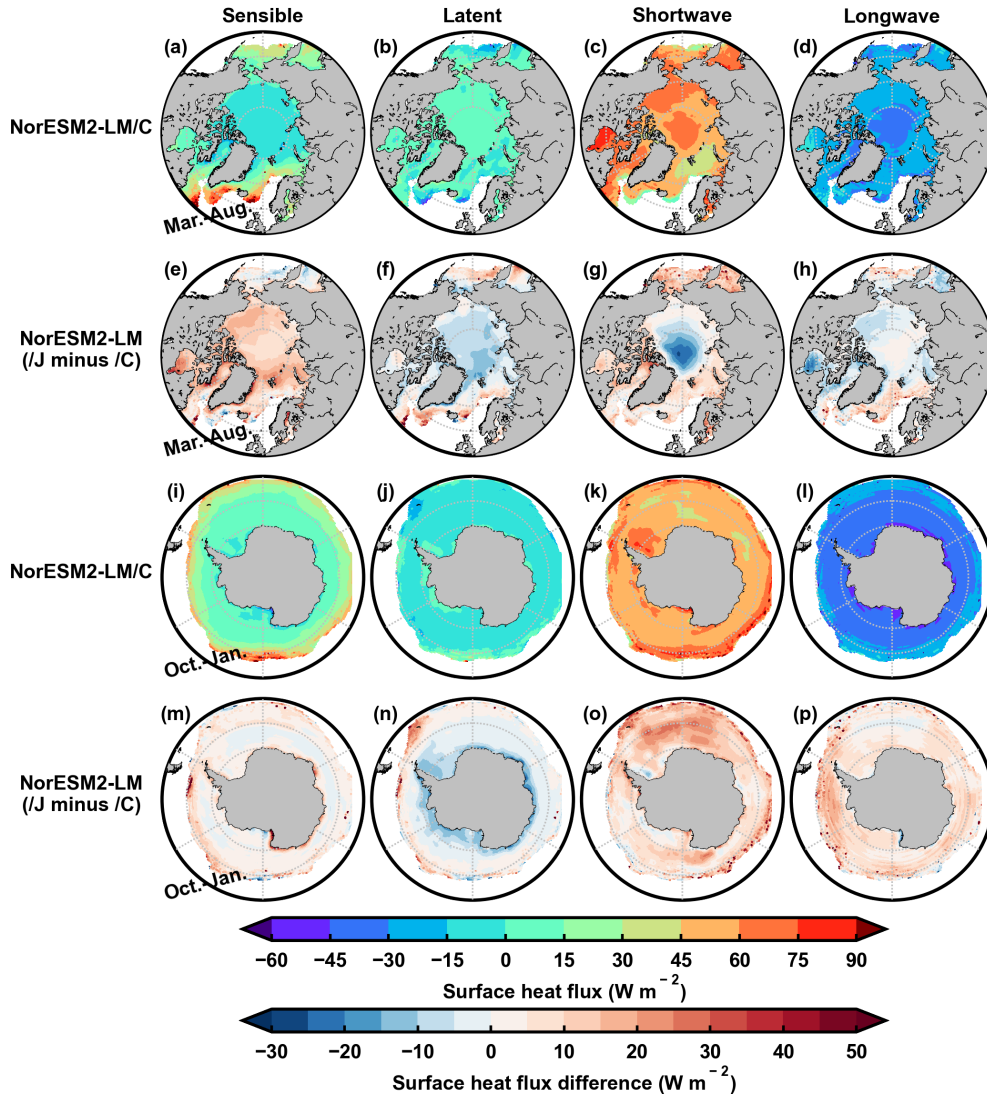 Sensible Latent Shortwave Longwave
(a) (b) (c) (d)
NorESM2-LM/C
Mar.-Aug.
(e) (f) (g) (h)
NorESM2-LM
(/J minus /C)
Mar.-Aug.
(i) (j) (k) (l)
NorESM2-LM/C
Oct.-Jan.
(m) (n) (o) (p)
NorESM2-LM
(/J minus /C)
Oct.-Jan.
−60 −45 −30 −15 0 15 30 45 60 75 90
Surface heat flux (W m⁻²)
−30 −20 −10 0 10 20 30 40 50
Surface heat flux difference (W m⁻²)